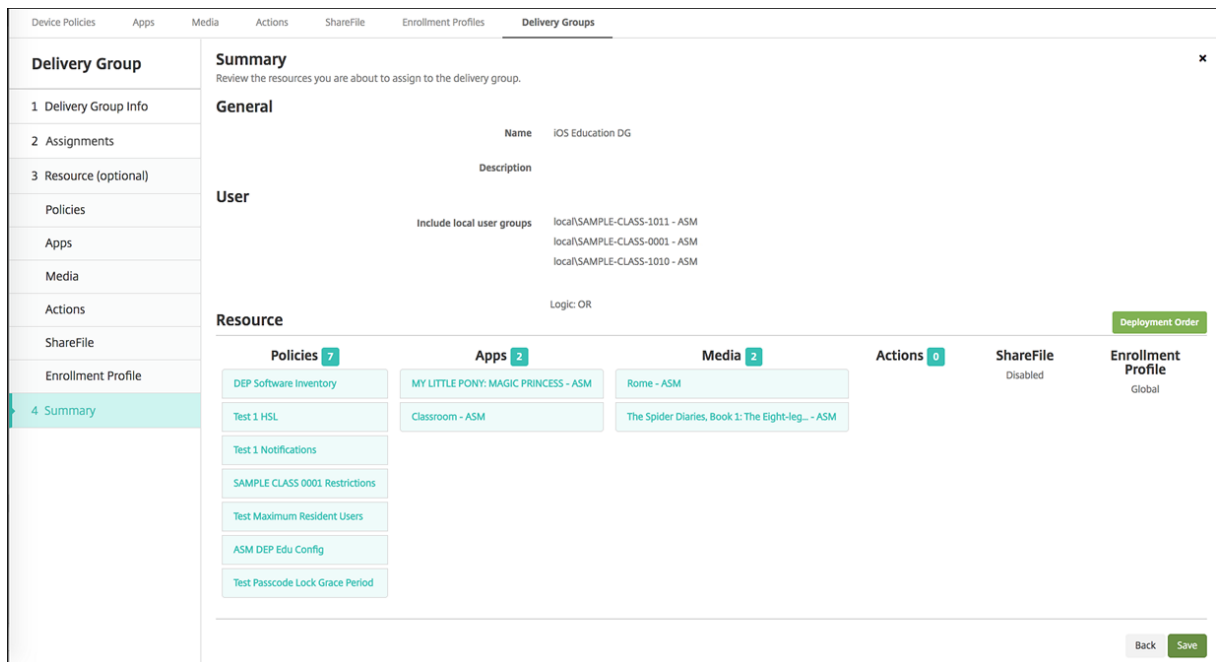 Device Policies Apps Media Actions ShareFile Enrollment Profiles Delivery Groups
Delivery Group
1 Delivery Group Info
2 Assignments
3 Resource (optional)
Policies
Apps
Media
Actions
ShareFile
Enrollment Profile
4 Summary
Summary
Review the resources you are about to assign to the delivery group.
General
Name iOS Education DG
Description
User
Include local user groups local\SAMPLE-CLASS-1011 - ASM
local\SAMPLE-CLASS-0001 - ASM
local\SAMPLE-CLASS-1010 - ASM
Logic: OR
Resource
Deployment Order
Policies 7
DEP Software Inventory
Test 1 HSL
Test 1 Notifications
SAMPLE CLASS 0001 Restrictions
Test Maximum Resident Users
ASM DEP Edu Config
Test Passcode Lock Grace Period
Apps 2
MY LITTLE PONY: MAGIC PRINCESS - ASM
Classroom - ASM
Media 2
Rome - ASM
The Spider Diaries, Book 1: The Eight-leg... - ASM
Actions 0
ShareFile
Disabled
Enrollment
Profile
Global
Back Save